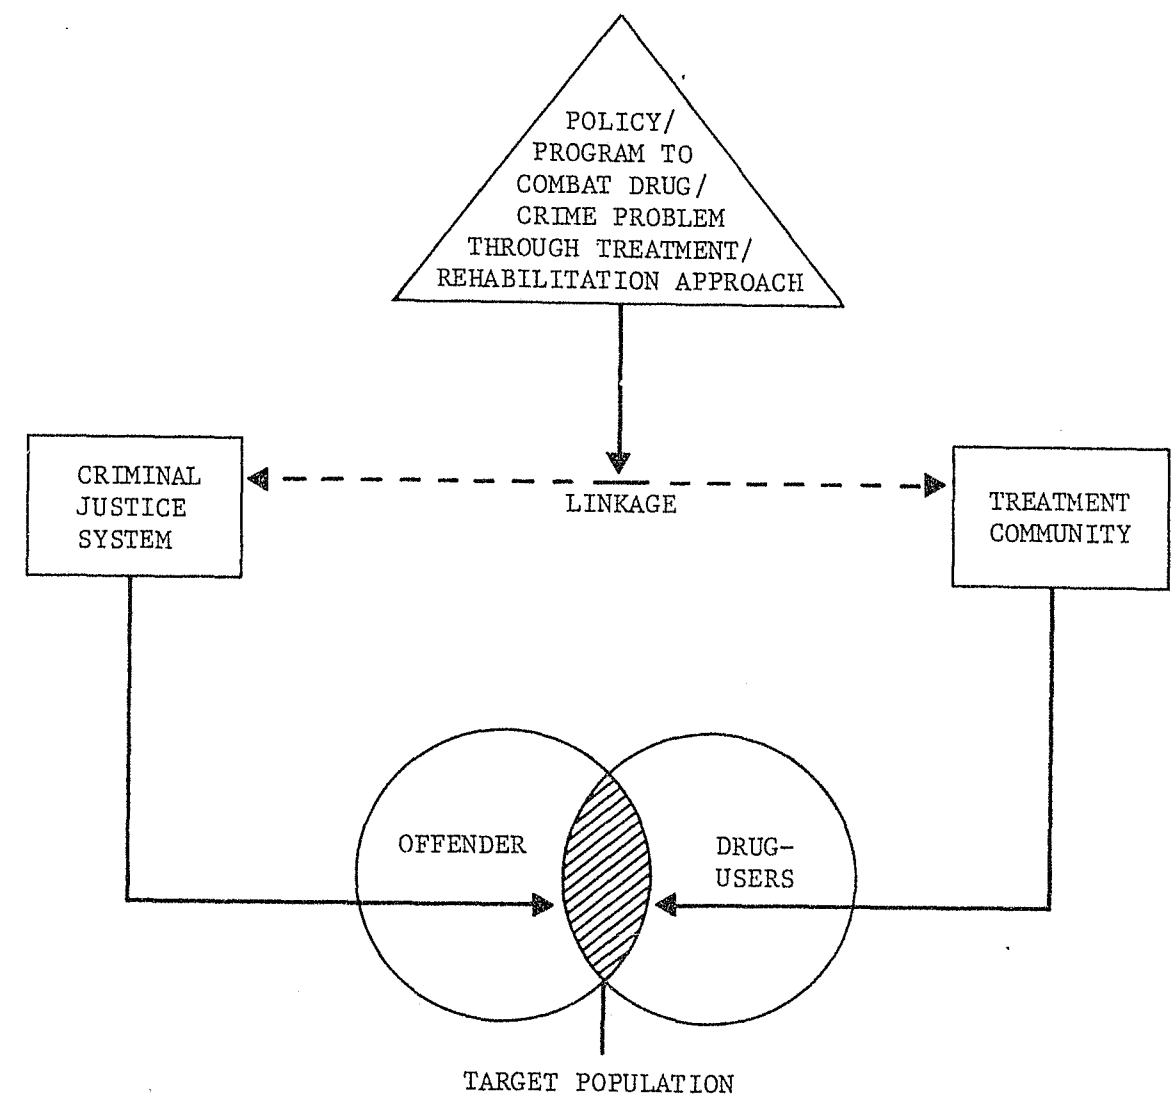 POLICY/
PROGRAM TO
COMBAT DRUG/
CRIME PROBLEM
THROUGH TREATMENT/
REHABILITATION APPROACH
CRIMINAL
JUSTICE
SYSTEM
LINKAGE
TREATMENT
COMMUNITY
OFFENDER
DRUG-
USERS
TARGET POPULATION